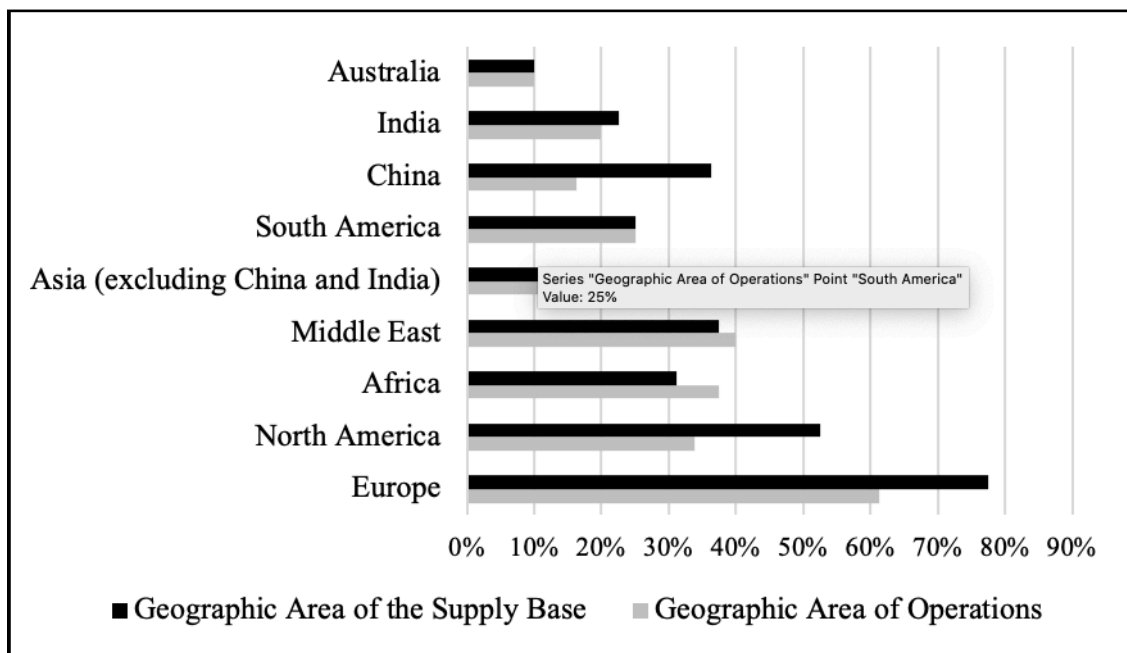 Australia
India
China
South America
Asia (excluding China and India)
Series "Geographic Area of Operations" Point "South America"
Value: 25%
Middle East
Africa
North America
Europe
0% 10% 20% 30% 40% 50% 60% 70% 80% 90%
Geographic Area of the Supply Base Geographic Area of Operations